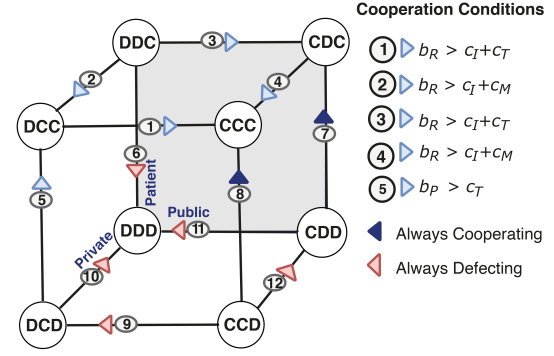 Cooperation Conditions
DDC
3
CDC
1 b_R > c_I+c_T
2
4
2 b_R > c_I+c_M
DCC
1
CCC
3 b_R > c_I+c_T
7
6
4 b_R > c_I+c_M
Patient
5
8
5 b_P > c_T
Public
DDD
11
CDD
Always Cooperating
Private
10
12
Always Defecting
DCD
9
CCD